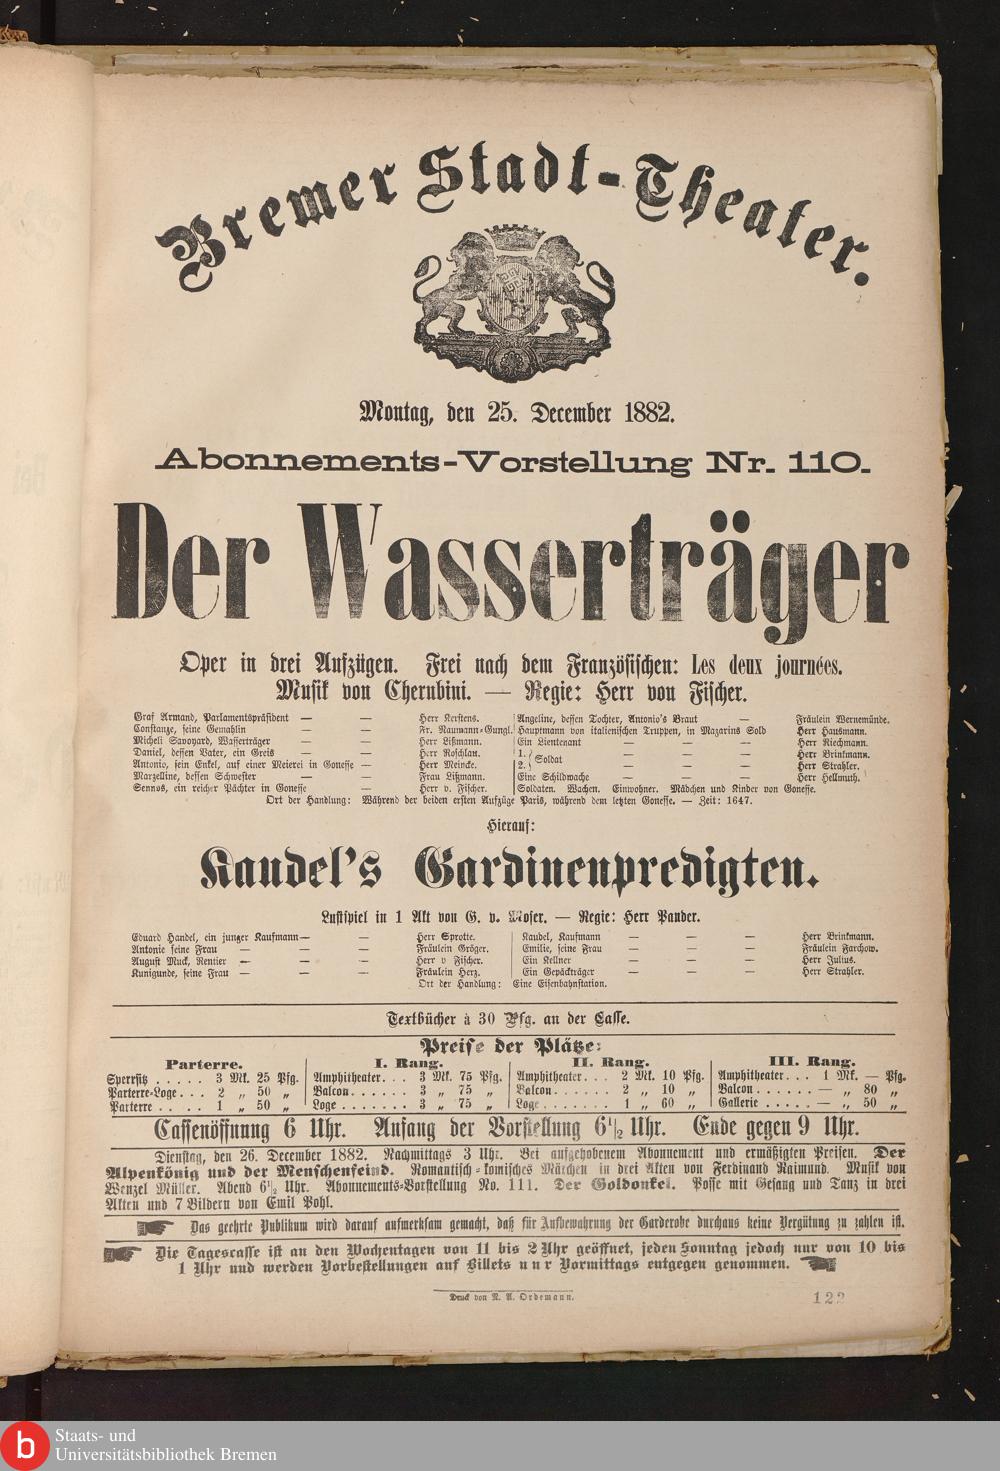 Bremer Stadt-Theater.
Montag, den 25. December 1882.
Abonnements-Vorstellung Nr. 110.
Der Wasserträger
Oper in drei Aufzügen. Frei nach dem Französischen: Les deux journées.
Musik von Cherubini. — Regie: Herr von Fischer.
Graf Armand, Parlamentspräsident — — Herr Kerstens.
Constanze, seine Gemahlin — — Fr. Naumann-Gungl.
Micheli Savoyard, Wasserträger — — Herr Lißmann.
Daniel, dessen Vater, ein Greis — — Herr Roschlau.
Antonio, sein Enkel, auf einer Meierei in Gonesse — Herr Meincke.
Marzelline, dessen Schwester — — Frau Lißmann.
Sennos, ein reicher Pächter in Gonesse — Herr v. Fischer.
Angeline, dessen Tochter, Antonio's Braut — Fräulein Wernemünde.
Hauptmann von italienischen Truppen, in Mazarins Sold Herr Hausmann.
Ein Lieutenant — — — Herr Riechmann.
1. } Soldat — — — Herr Brinkmann.
2. } Herr Strahler.
Eine Schildwache — — — Herr Hellmuth.
Soldaten. Wachen. Einwohner. Mädchen und Kinder von Gonesse.
Ort der Handlung: Während der beiden ersten Aufzüge Paris, während dem letzten Gonesse. — Zeit: 1647.
Hierauf:
Kaudel's Gardinenpredigten.
Lustspiel in 1 Akt von G. v. Moser. — Regie: Herr Pander.
Eduard Handel, ein junger Kaufmann — — Herr Sprotte.
Antonie seine Frau — — — Fräulein Gröger.
August Muck, Rentier — — — Herr v Fischer.
Kunigunde, seine Frau — — — Fräulein Herz.
Kaudel, Kaufmann — — — Herr Brinkmann.
Emilie, seine Frau — — — Fräulein Farchow.
Ein Kellner — — — Herr Julius.
Ein Gepäckträger — — — Herr Strahler.
Ort der Handlung: Eine Eisenbahnstation.
Textbücher à 30 Pfg. an der Casse.
Preise der Plätze:
Parterre.
Sperrsitz . . . . . 3 Mk. 25 Pfg.
Parterre-Loge . . . 2 „ 50 „
Parterre . . . . . 1 „ 50 „
I. Rang.
Amphitheater . . . 3 Mk. 75 Pfg.
Balcon . . . . . . 3 „ 75 „
Loge . . . . . . . 3 „ 75 „
II. Rang.
Amphitheater . . . 2 Mk. 10 Pfg.
Balcon . . . . . . 2 „ 10 „
Loge . . . . . . . 1 „ 60 „
III. Rang.
Amphitheater . . . 1 Mk. — Pfg.
Balcon . . . . . . — „ 80 „
Gallerie . . . . . — „ 50 „
Cassenöffnung 6 Uhr. Anfang der Vorstellung 6½ Uhr. Ende gegen 9 Uhr.
Dienstag, den 26. December 1882. Nachmittags 3 Uhr. Bei aufgehobenem Abonnement und ermäßigten Preisen. Der
Alpenkönig und der Menschenfeind. Romantisch-komisches Märchen in drei Akten von Ferdinand Raimund. Musik von
Wenzel Müller. Abend 6½ Uhr. Abonnements-Vorstellung No. 111. Der Goldonkel. Posse mit Gesang und Tanz in drei
Akten und 7 Bildern von Emil Pohl.
Das geehrte Publikum wird darauf aufmerksam gemacht, daß für Aufbewahrung der Garderobe durchaus keine Vergütung zu zahlen ist.
Die Tagescasse ist an den Wochentagen von 11 bis 2 Uhr geöffnet, jeden Sonntag jedoch nur von 10 bis
1 Uhr und werden Vorbestellungen auf Billets nur Vormittags entgegen genommen.
Druck von N. A. Ordemann.
122
b Staats- und
Universitätsbibliothek Bremen